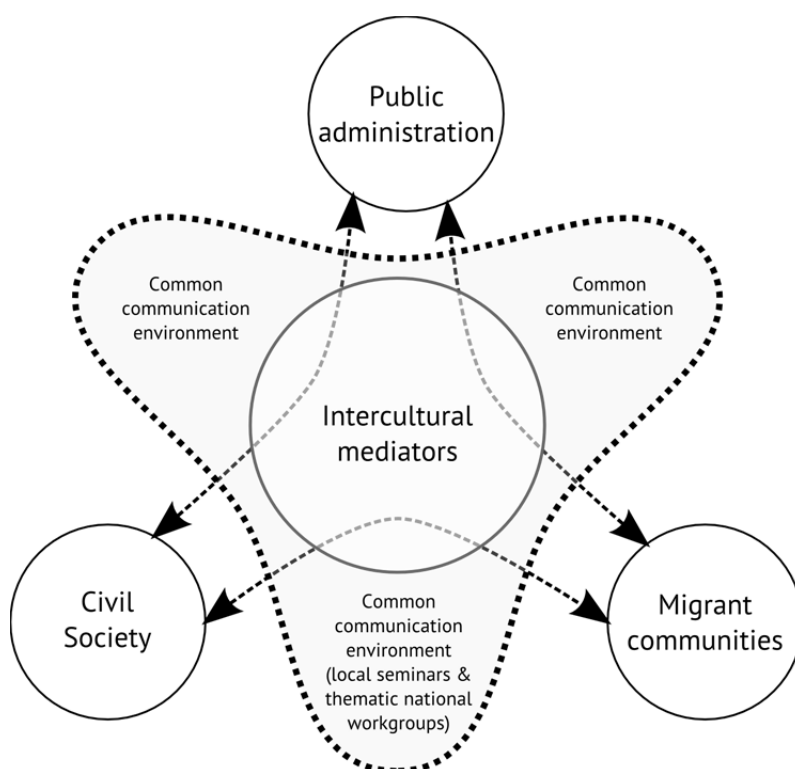 Public
administration
Common
communication
environment
Common
communication
environment
Intercultural
mediators
Civil
Society
Common
communication
environment
(local seminars &
thematic national
workgroups)
Migrant
communities